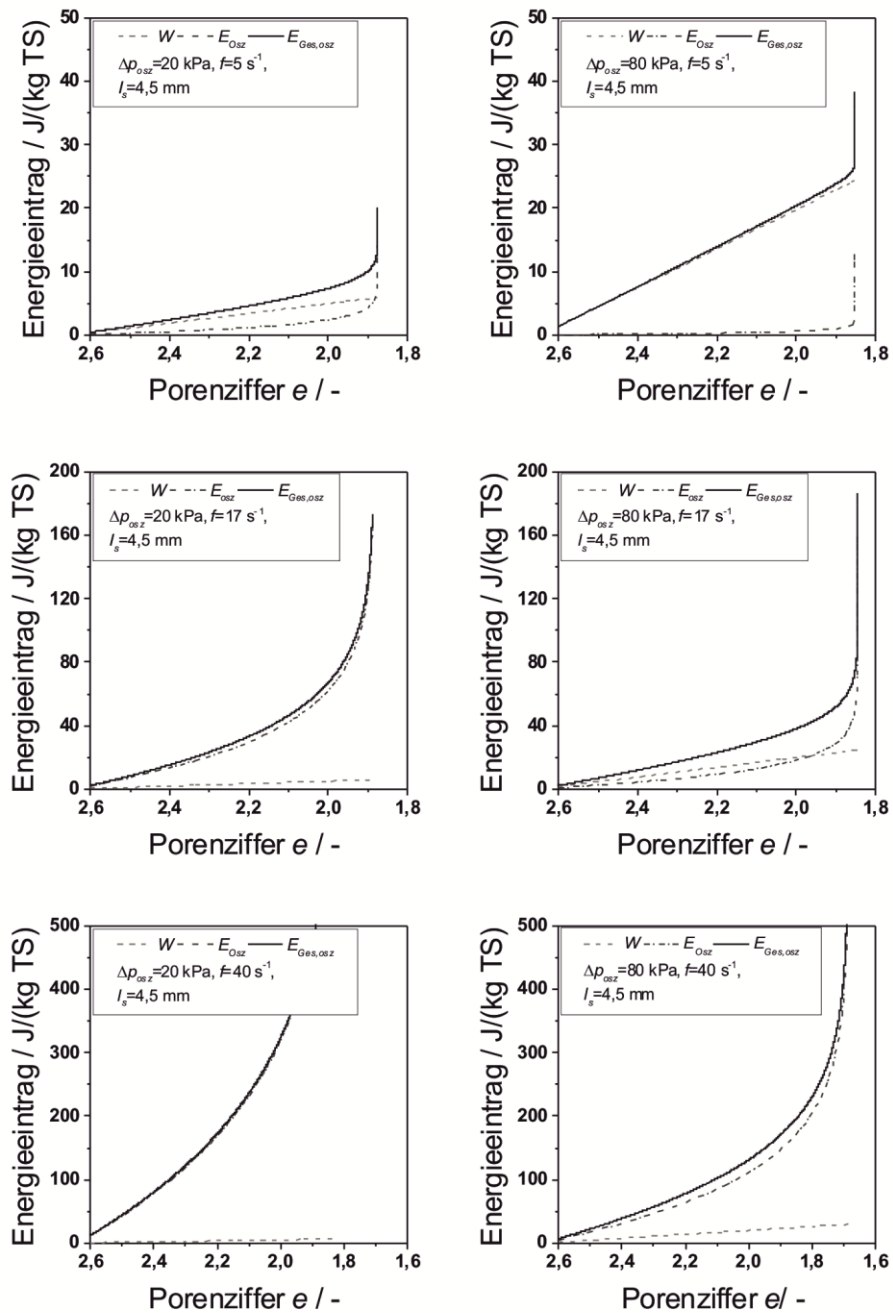 50
40
30
20
10
0
Energieeintrag / J/(kg TS)
W E_Osz E_Ges,osz
Δp_osz=20 kPa, f=5 s⁻¹,
l_s=4,5 mm
2,6 2,4 2,2 2,0 1,8
Porenziffer e / -
50
40
30
20
10
0
Energieeintrag / J/(kg TS)
W E_Osz E_Ges,osz
Δp_osz=80 kPa, f=5 s⁻¹,
l_s=4,5 mm
2,6 2,4 2,2 2,0 1,8
Porenziffer e / -
200
160
120
80
40
0
Energieeintrag / J/(kg TS)
W E_osz E_Ges,osz
Δp_osz=20 kPa, f=17 s⁻¹,
l_s=4,5 mm
2,6 2,4 2,2 2,0 1,8
Porenziffer e / -
200
160
120
80
40
0
Energieeintrag / J/(kg TS)
W E_osz E_Ges,osz
Δp_osz=80 kPa, f=17 s⁻¹,
l_s=4,5 mm
2,6 2,4 2,2 2,0 1,8
Porenziffer e / -
500
400
300
200
100
0
Energieeintrag / J/(kg TS)
W E_Osz E_Ges,osz
Δp_osz=20 kPa, f=40 s⁻¹,
l_s=4,5 mm
2,6 2,4 2,2 2,0 1,8 1,6
Porenziffer e / -
500
400
300
200
100
0
Energieeintrag / J/(kg TS)
W E_Osz E_Ges,osz
Δp_osz=80 kPa, f=40 s⁻¹,
l_s=4,5 mm
2,6 2,4 2,2 2,0 1,8 1,6
Porenziffer e/ -